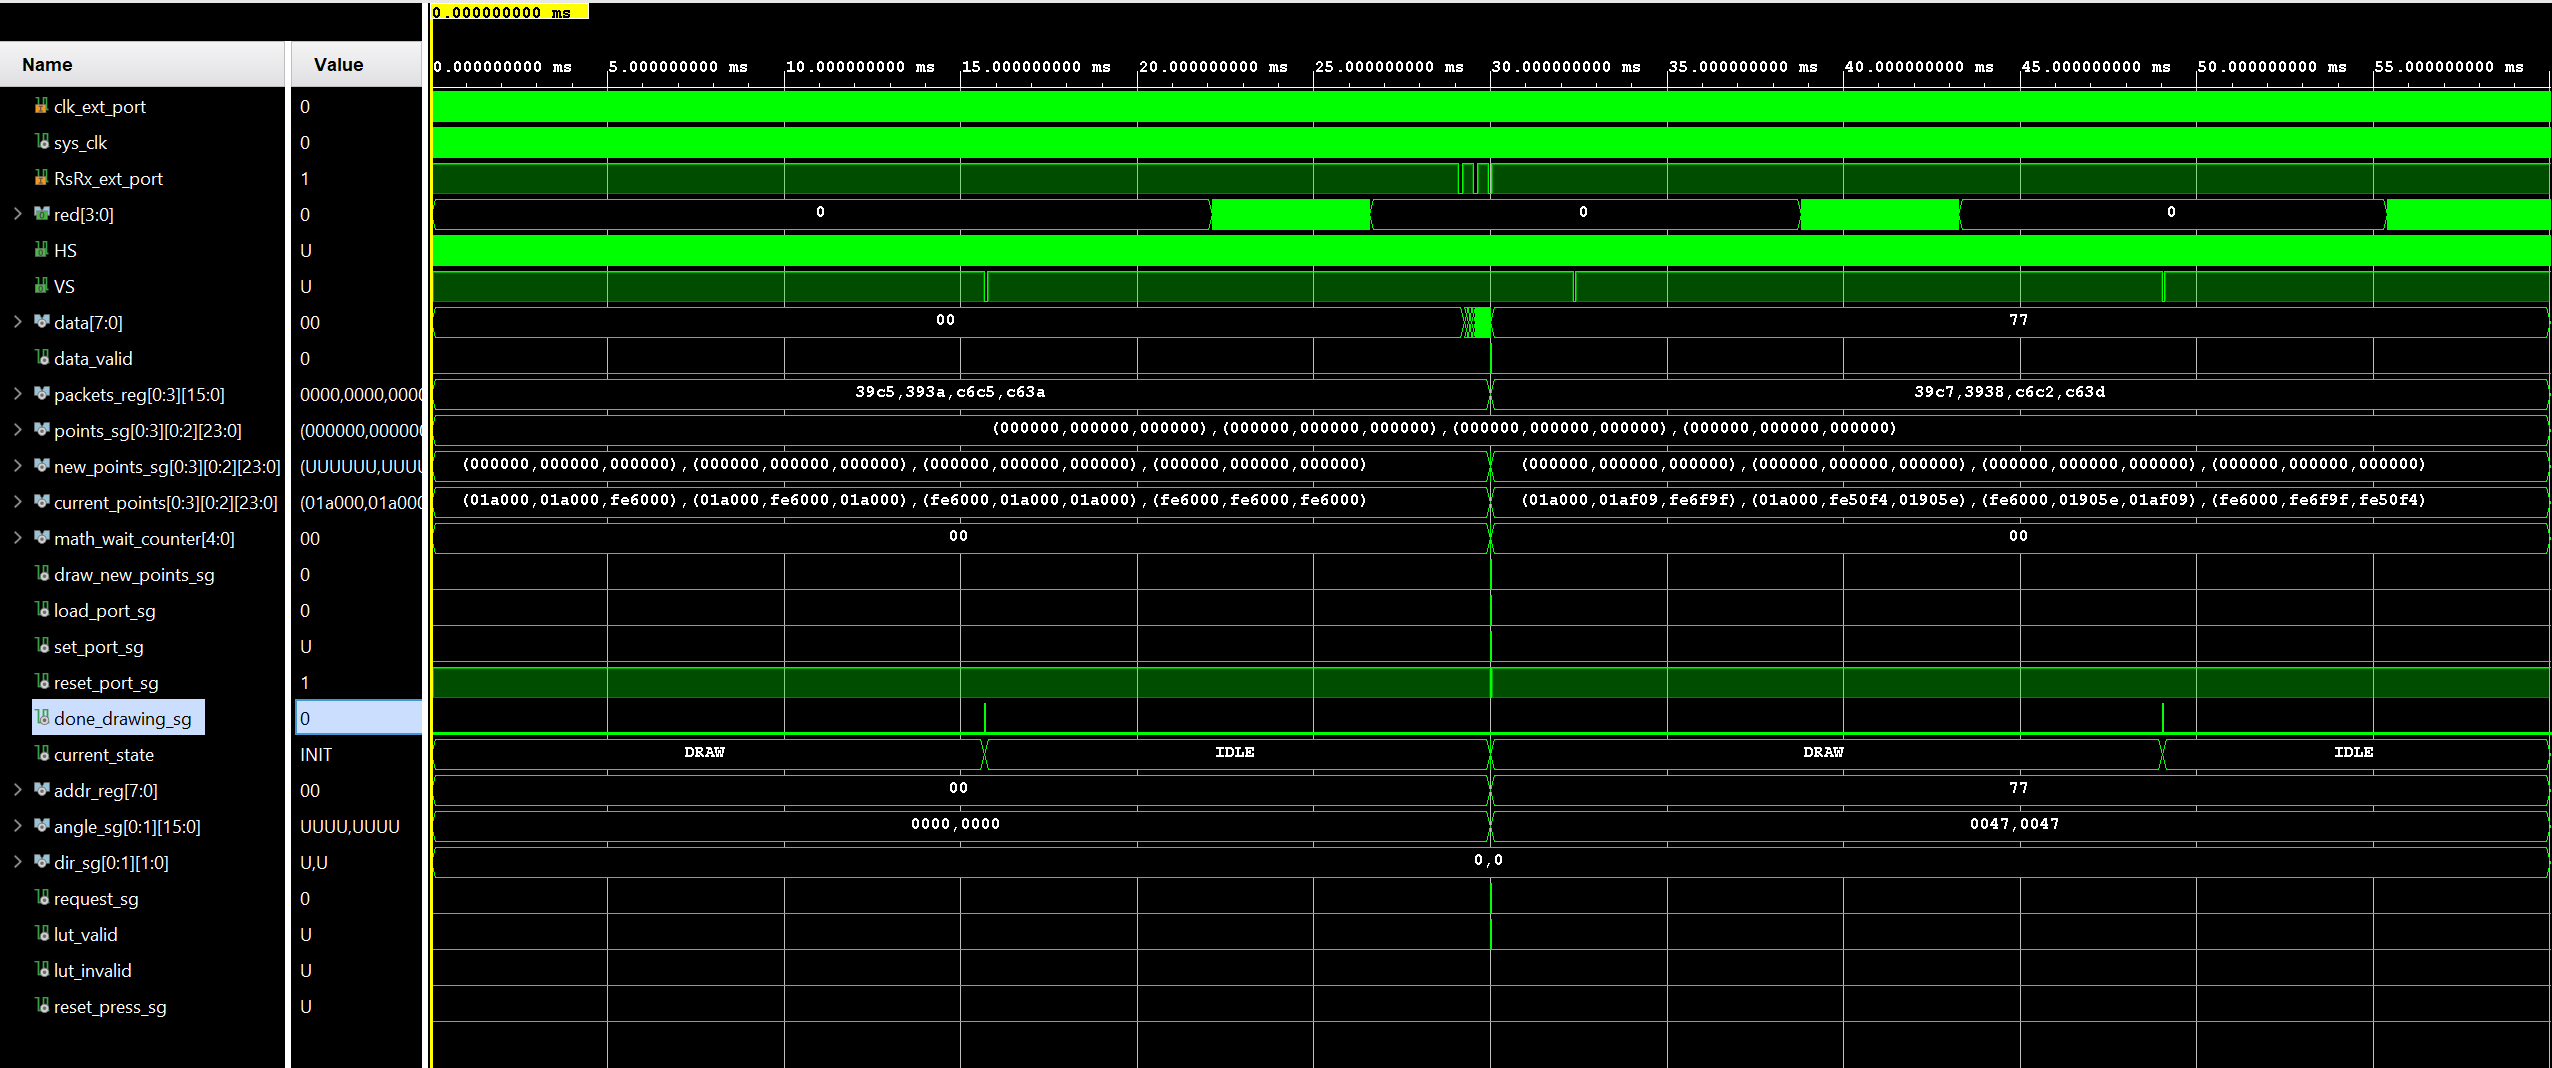 0.000000000 ms
Name Value 0.000000000 ms 5.000000000 ms 10.000000000 ms 15.000000000 ms 20.000000000 ms 25.000000000 ms 30.000000000 ms 35.000000000 ms 40.000000000 ms 45.000000000 ms 50.000000000 ms 55.000000000 ms
clk_ext_port 0
sys_clk 0
RsRx_ext_port 1
red[3:0] 0 0 0 0
HS U
VS U
data[7:0] 00 00 77
data_valid 0
packets_reg[0:3][15:0] 0000,0000,0000 39c5,393a,c6c5,c63a 39c7,3938,c6c2,c63d
points_sg[0:3][0:2][23:0] (000000,000000 (000000,000000,000000),(000000,000000,000000),(000000,000000,000000),(000000,000000,000000)
new_points_sg[0:3][0:2][23:0] (UUUUUU,UUUU (000000,000000,000000),(000000,000000,000000),(000000,000000,000000),(000000,000000,000000) (000000,000000,000000),(000000,000000,000000),(000000,000000,000000),(000000,000000,000000)
current_points[0:3][0:2][23:0] (01a000,01a000 (01a000,01a000,fe6000),(01a000,fe6000,01a000),(fe6000,01a000,01a000),(fe6000,fe6000,fe6000) (01a000,01af09,fe6f9f),(01a000,fe50f4,01905e),(fe6000,01905e,01af09),(fe6000,fe6f9f,fe50f4)
math_wait_counter[4:0] 00 00 00
draw_new_points_sg 0
load_port_sg 0
set_port_sg U
reset_port_sg 1
done_drawing_sg 0
current_state INIT DRAW IDLE DRAW IDLE
addr_reg[7:0] 00 00 77
angle_sg[0:1][15:0] UUUU,UUUU 0000,0000 0047,0047
dir_sg[0:1][1:0] U,U 0,0
request_sg 0
lut_valid U
lut_invalid U
reset_press_sg U